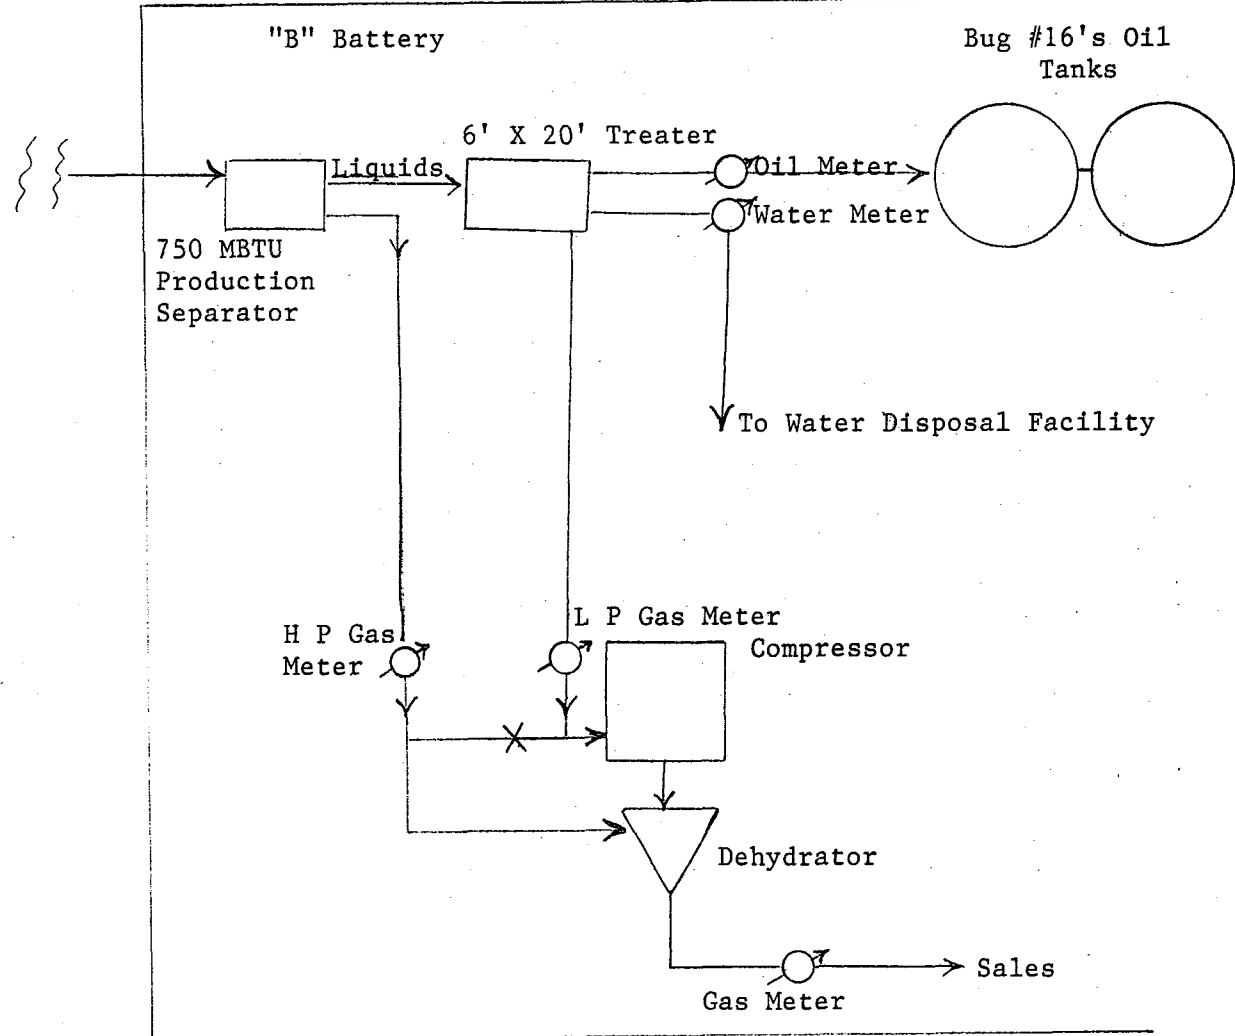 "B" Battery
Bug #16's Oil
Tanks
6' X 20' Treater
Liquids
Oil Meter
Water Meter
750 MBTU
Production
Separator
To Water Disposal Facility
L P Gas Meter
H P Gas
Meter
Compressor
Dehydrator
Sales
Gas Meter